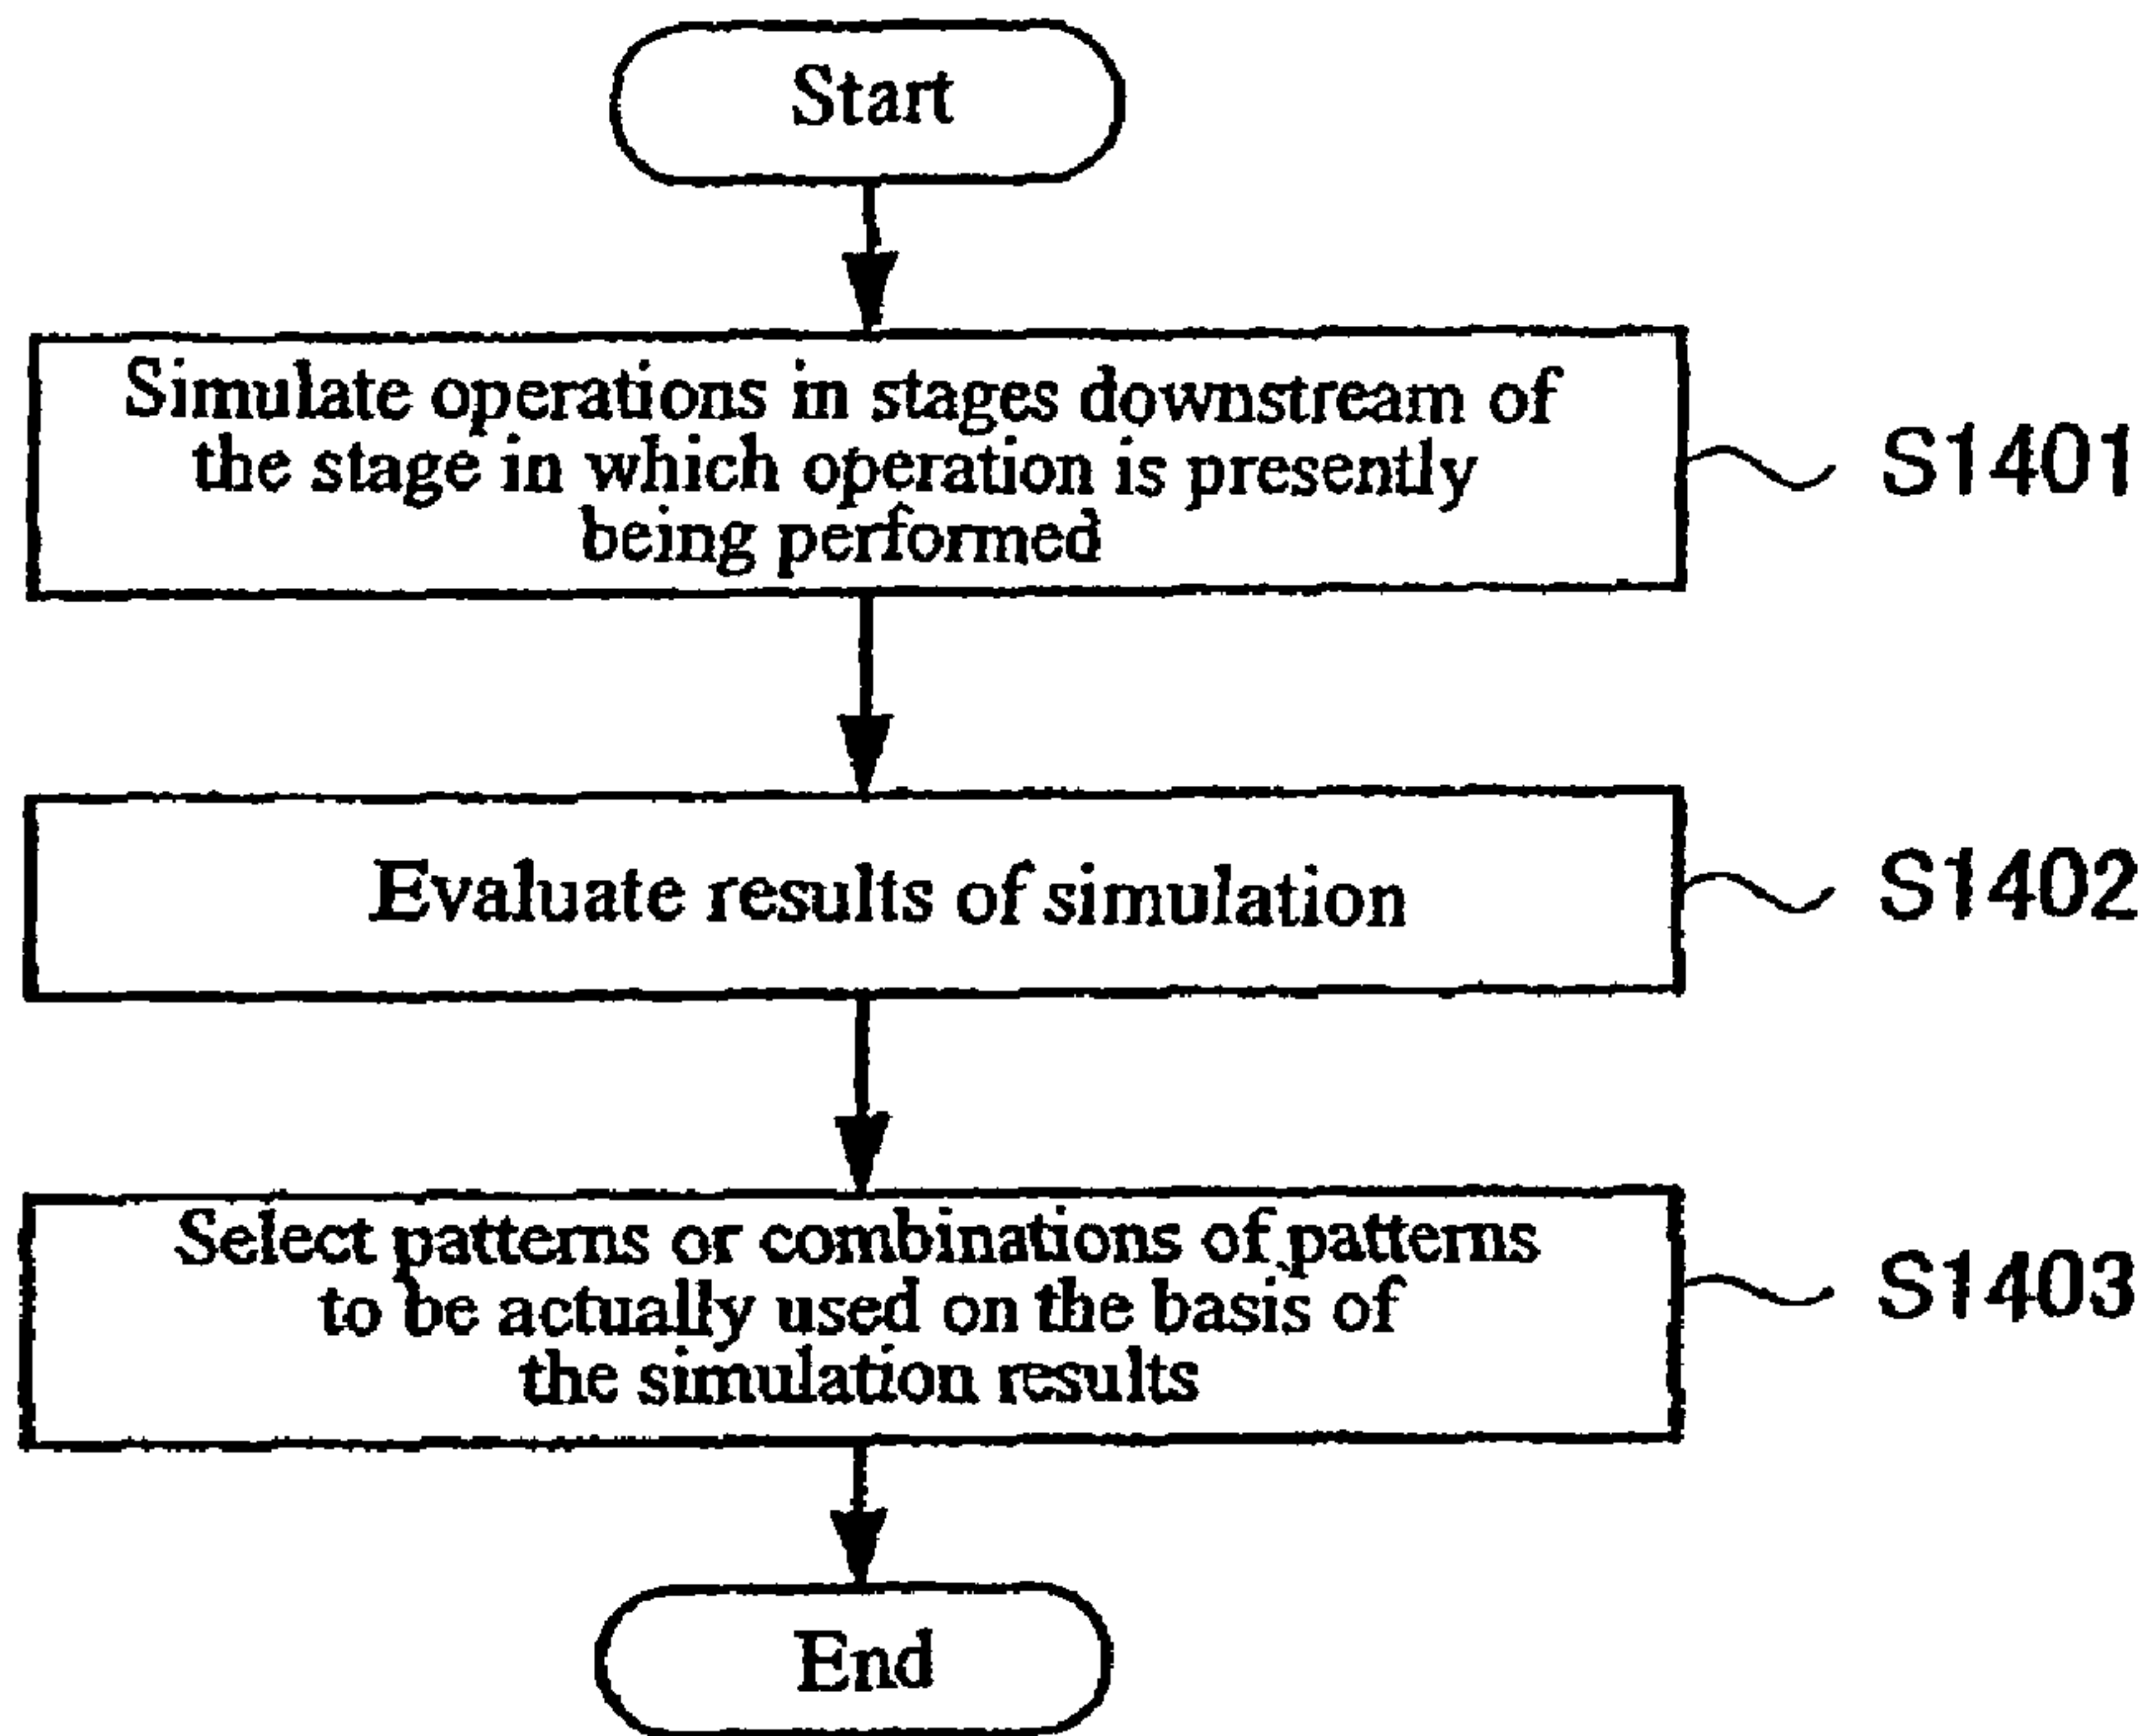 Start
Simulate operations in stages downstream of
the stage in which operation is presently
being performed
S1401
Evaluate results of simulation
S1402
Select patterns or combinations of patterns
to be actually used on the basis of
the simulation results
S1403
End